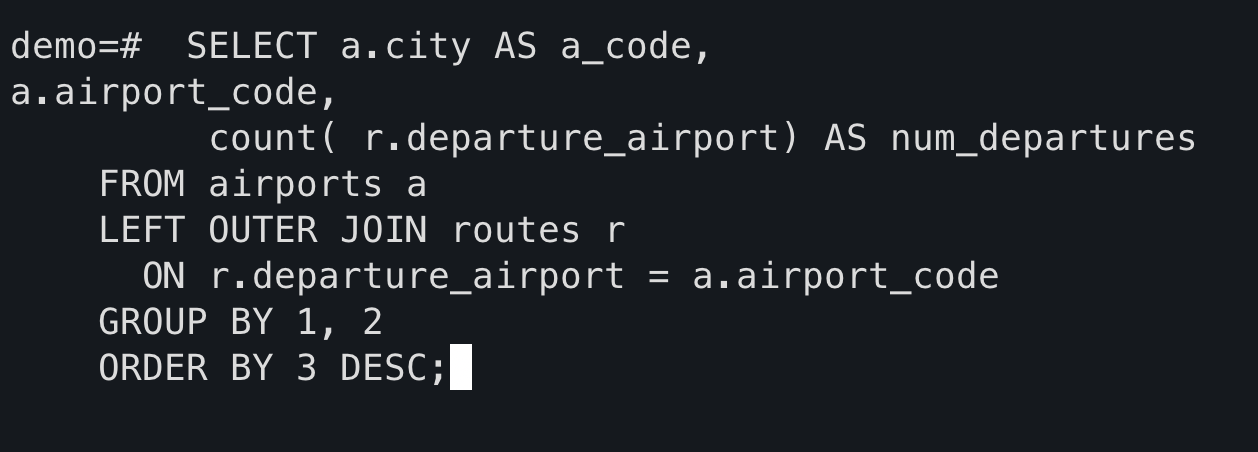 demo=#  SELECT a.city AS a_code,
a.airport_code,
         count( r.departure_airport) AS num_departures
    FROM airports a
    LEFT OUTER JOIN routes r
      ON r.departure_airport = a.airport_code
    GROUP BY 1, 2
    ORDER BY 3 DESC;